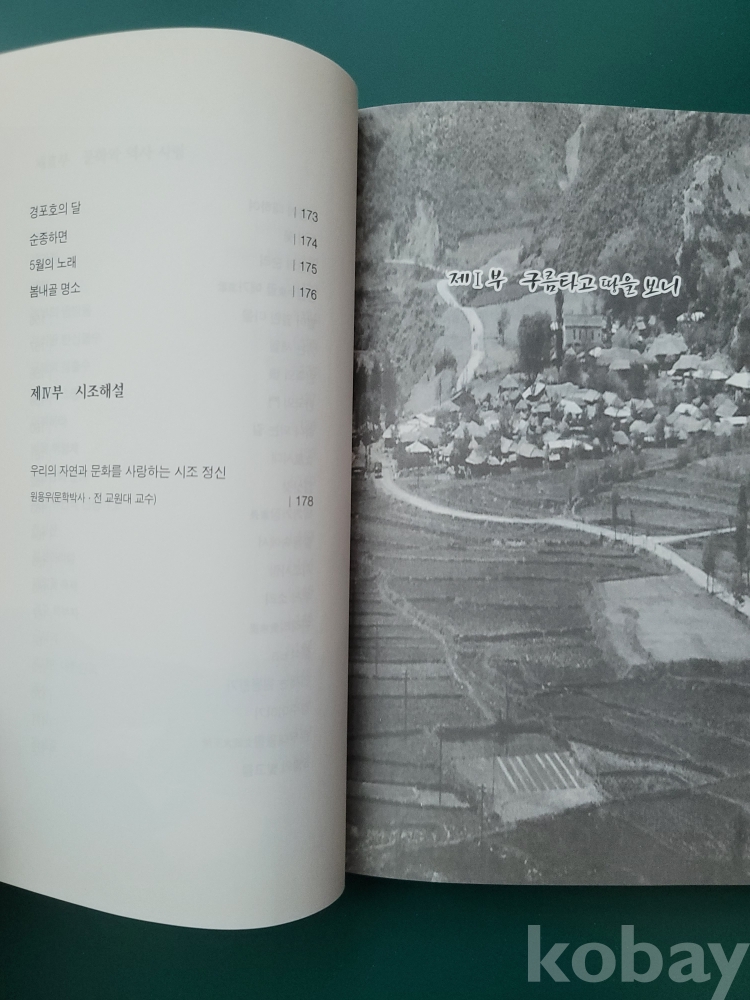 경포호의 달 | 173
순종하면 | 174
5월의 노래 | 175
봄내골 명소 | 176
제Ⅳ부 시조해설
우리의 자연과 문화를 사랑하는 시조 정신
원용우(문학박사·전 교원대 교수) | 178
제Ⅰ부 구름타고 땅을 보니
kobay